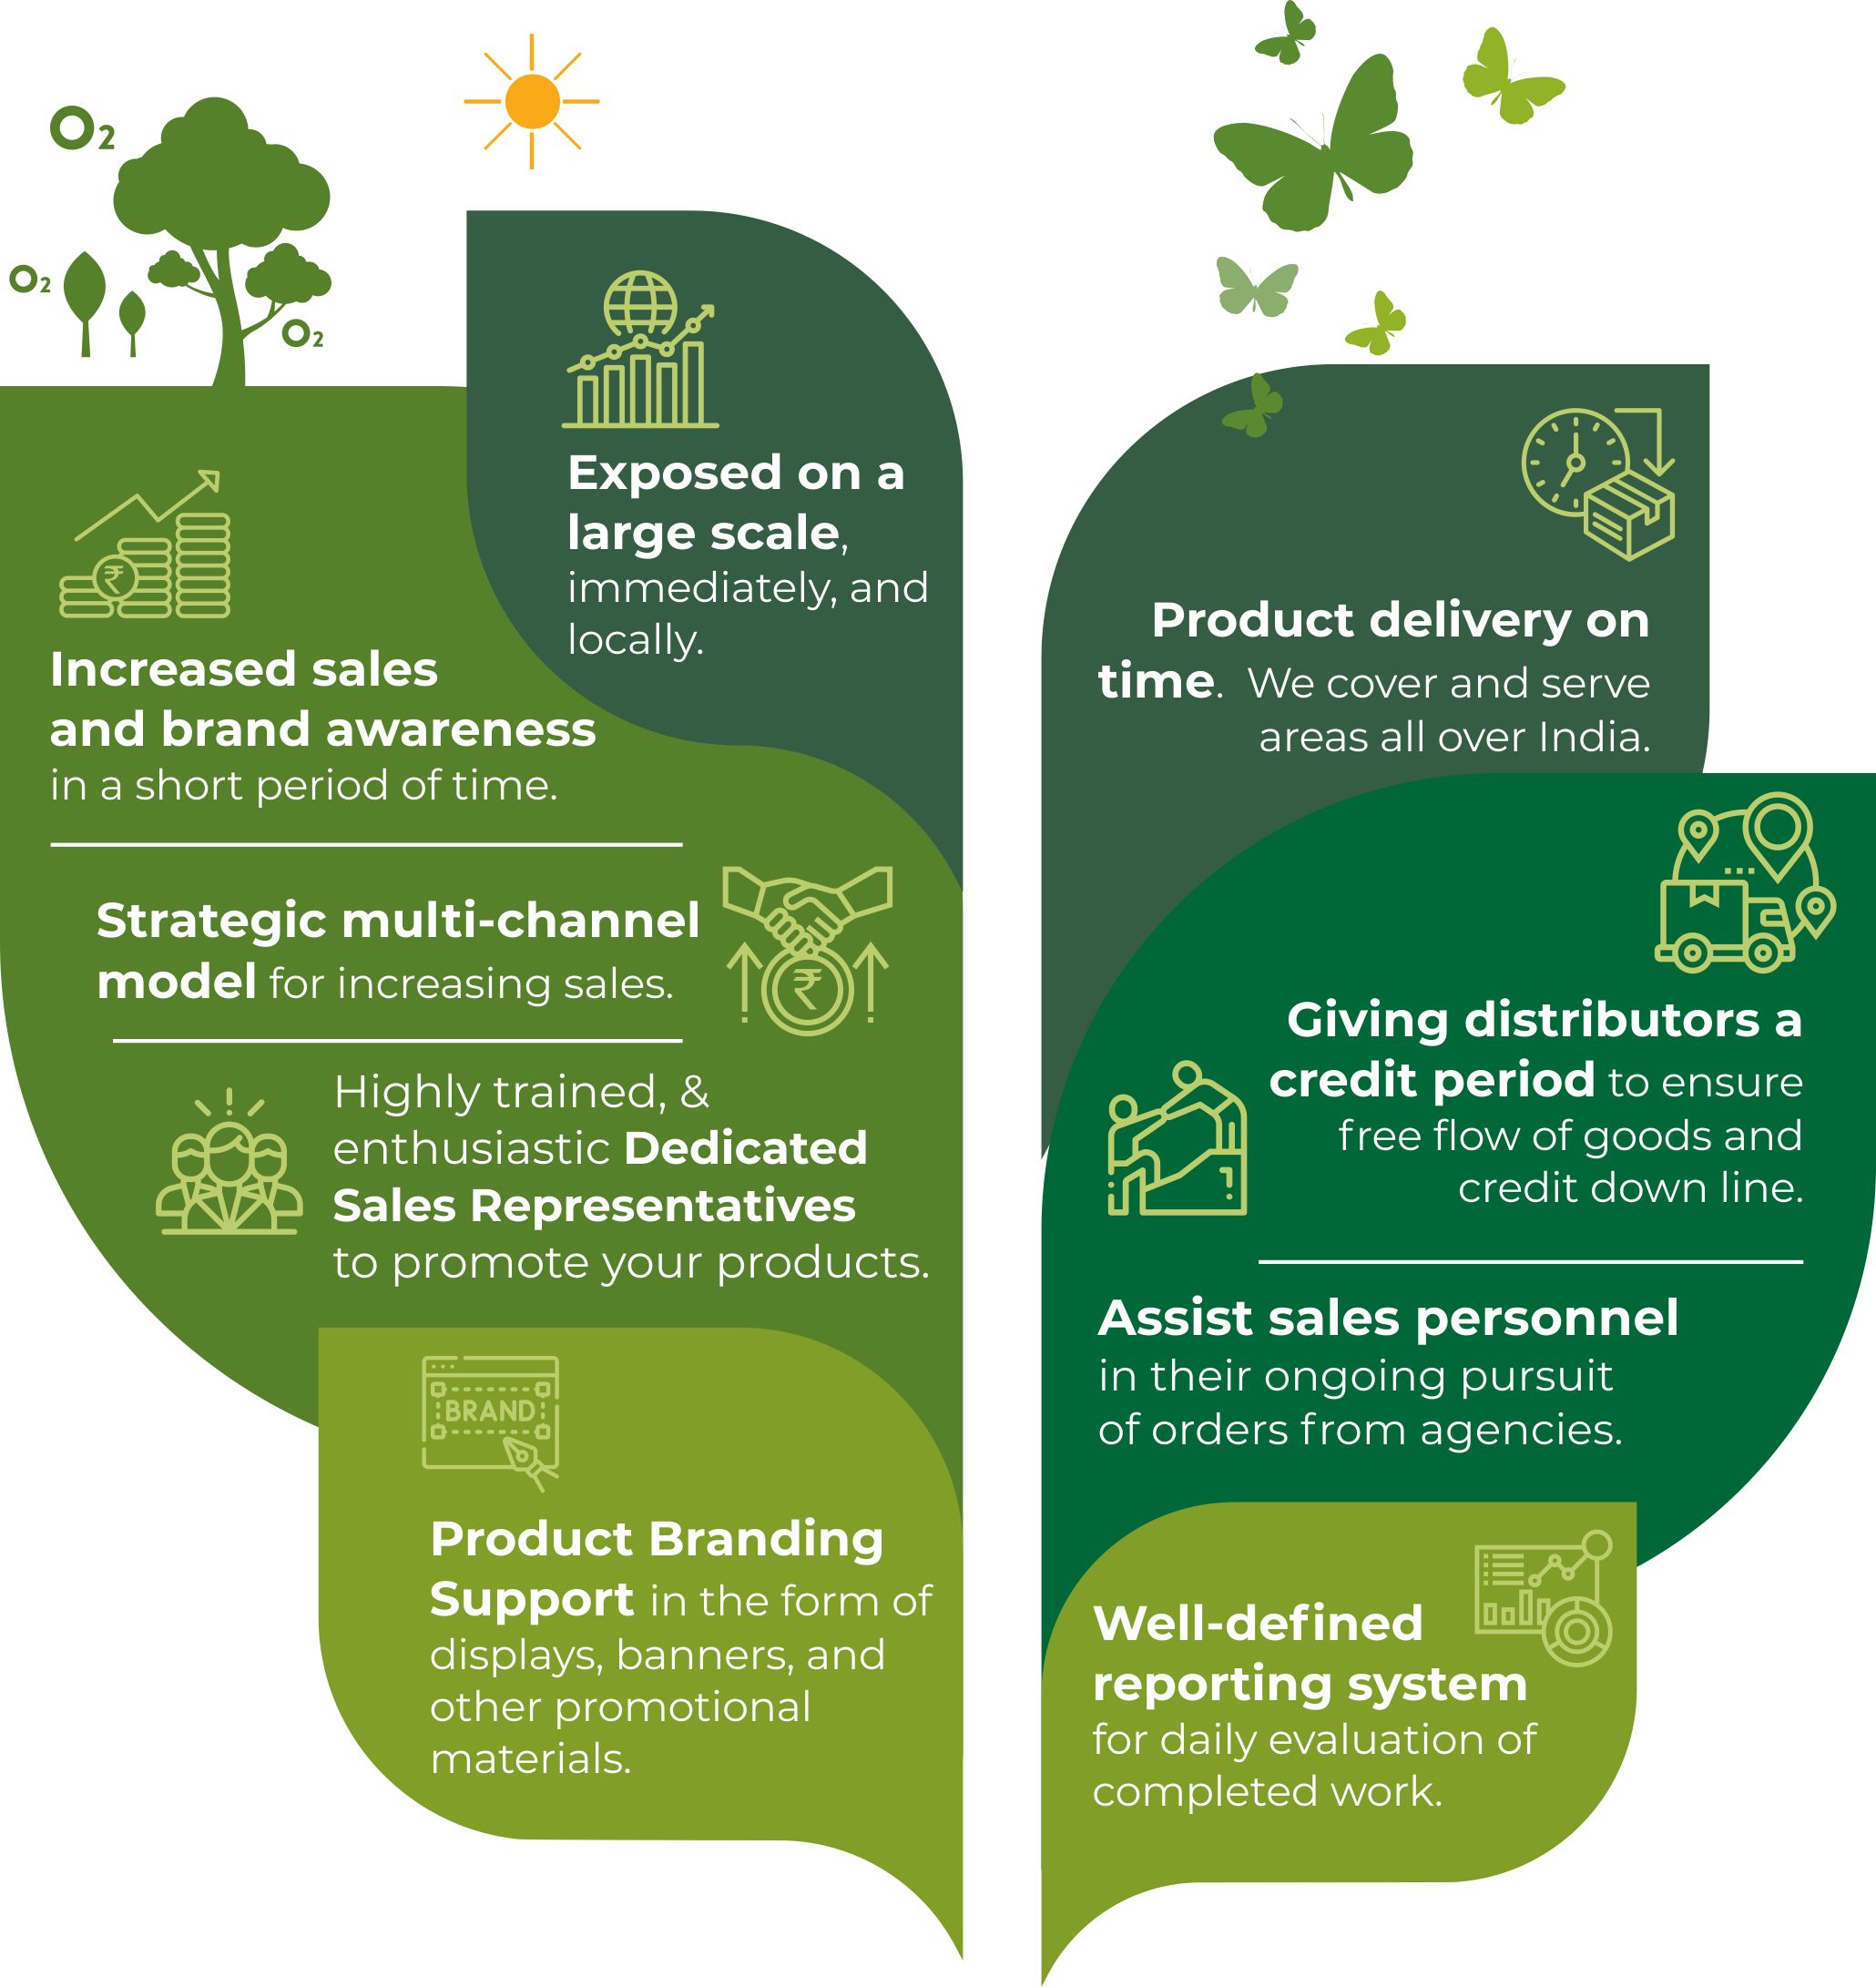 O2
O2
O2
Exposed on a
large scale,
immediately, and
locally.
₹
Increased sales
and brand awareness
in a short period of time.
Strategic multi-channel
model for increasing sales.
₹
Highly trained, &
enthusiastic Dedicated
Sales Representatives
to promote your products.
BRAND
Product Branding
Support in the form of
displays, banners, and
other promotional
materials.
Product delivery on
time. We cover and serve
areas all over India.
Giving distributors a
credit period to ensure
free flow of goods and
credit down line.
Assist sales personnel
in their ongoing pursuit
of orders from agencies.
Well-defined
reporting system
for daily evaluation of
completed work.